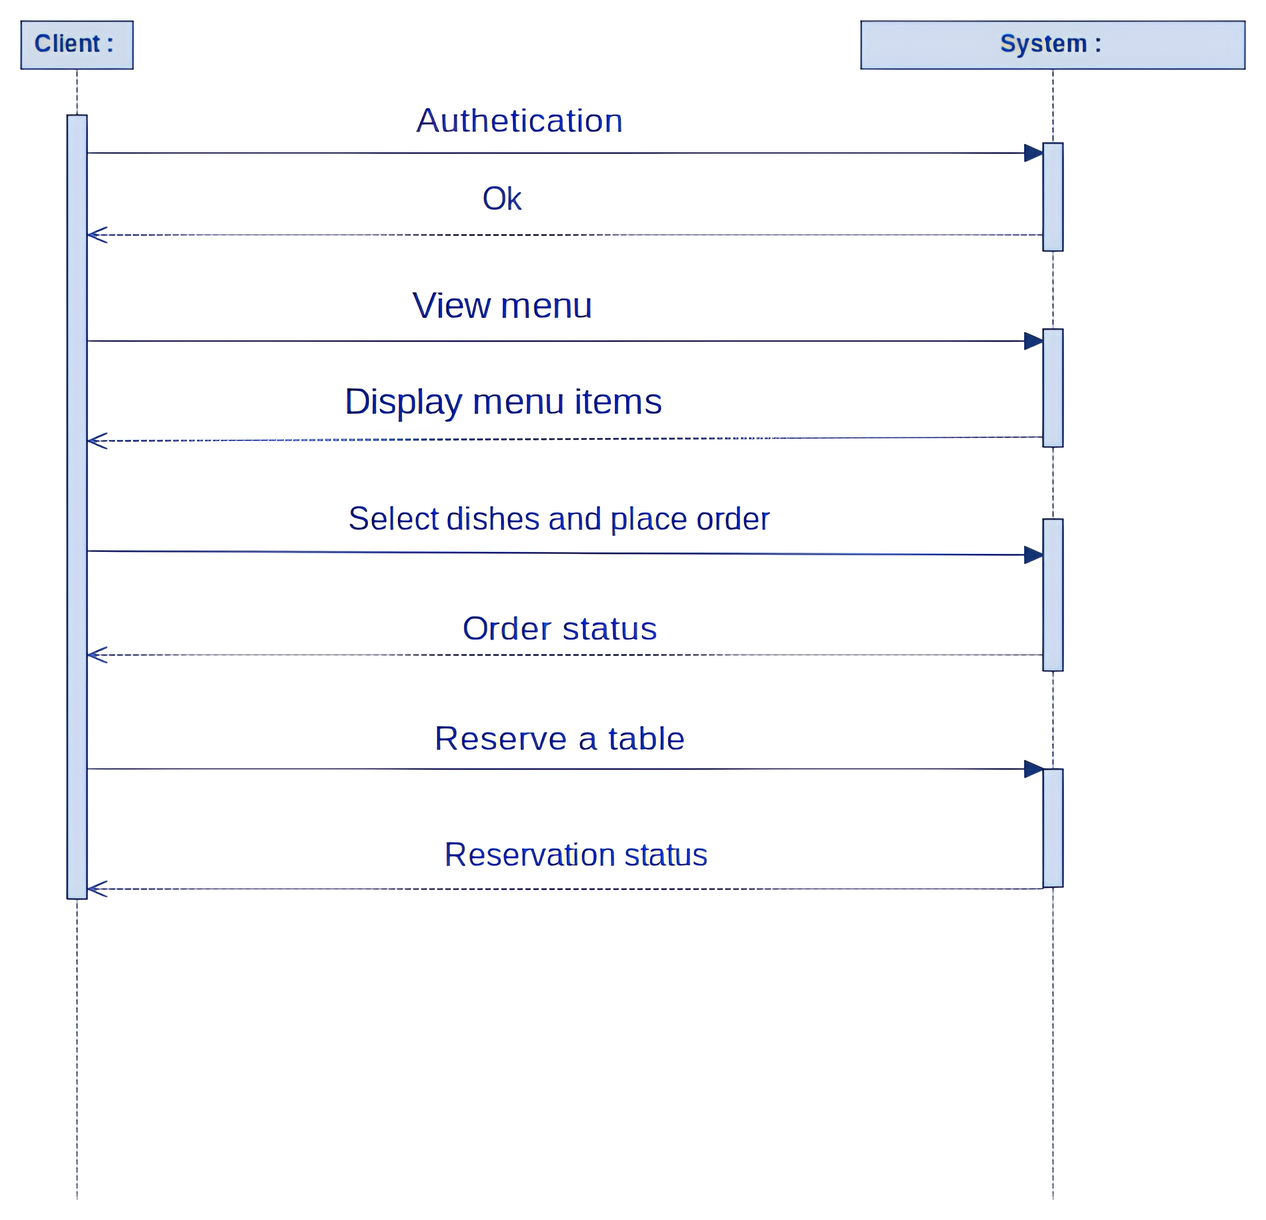 Client :
System :
Authetication
Ok
View menu
Display menu items
Select dishes and place order
Order status
Reserve a table
Reservation status